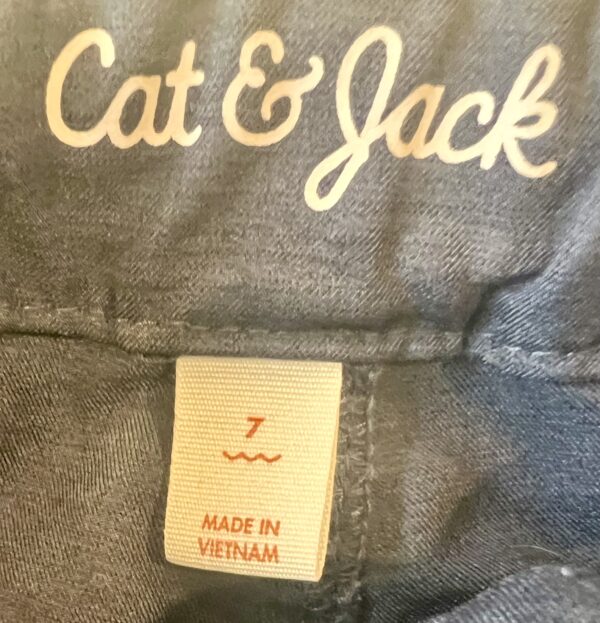 Cat & Jack
7
MADE IN
VIETNAM